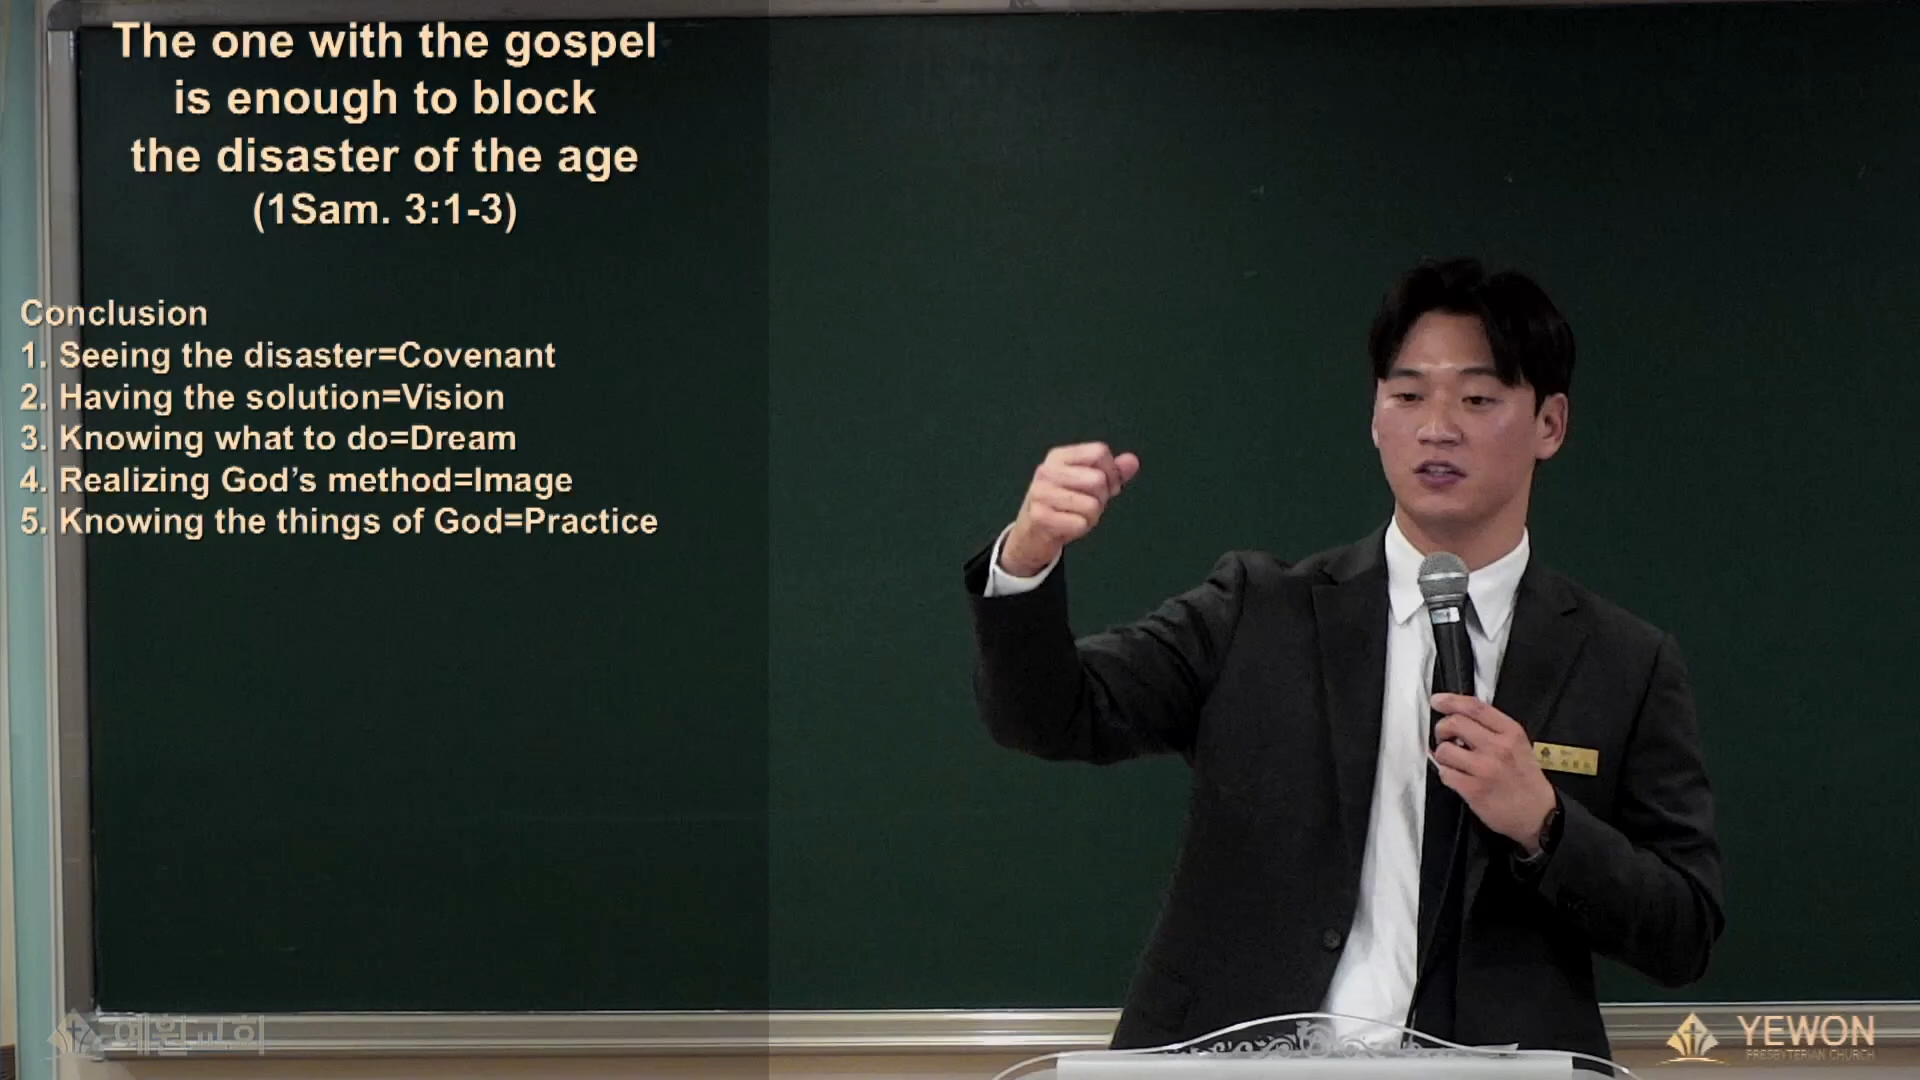 The one with the gospel
is enough to block
the disaster of the age
(1Sam. 3:1-3)
Conclusion
1. Seeing the disaster=Covenant
2. Having the solution=Vision
3. Knowing what to do=Dream
4. Realizing God’s method=Image
5. Knowing the things of God=Practice
예원교회
YEWON
PRESBYTERIAN CHURCH